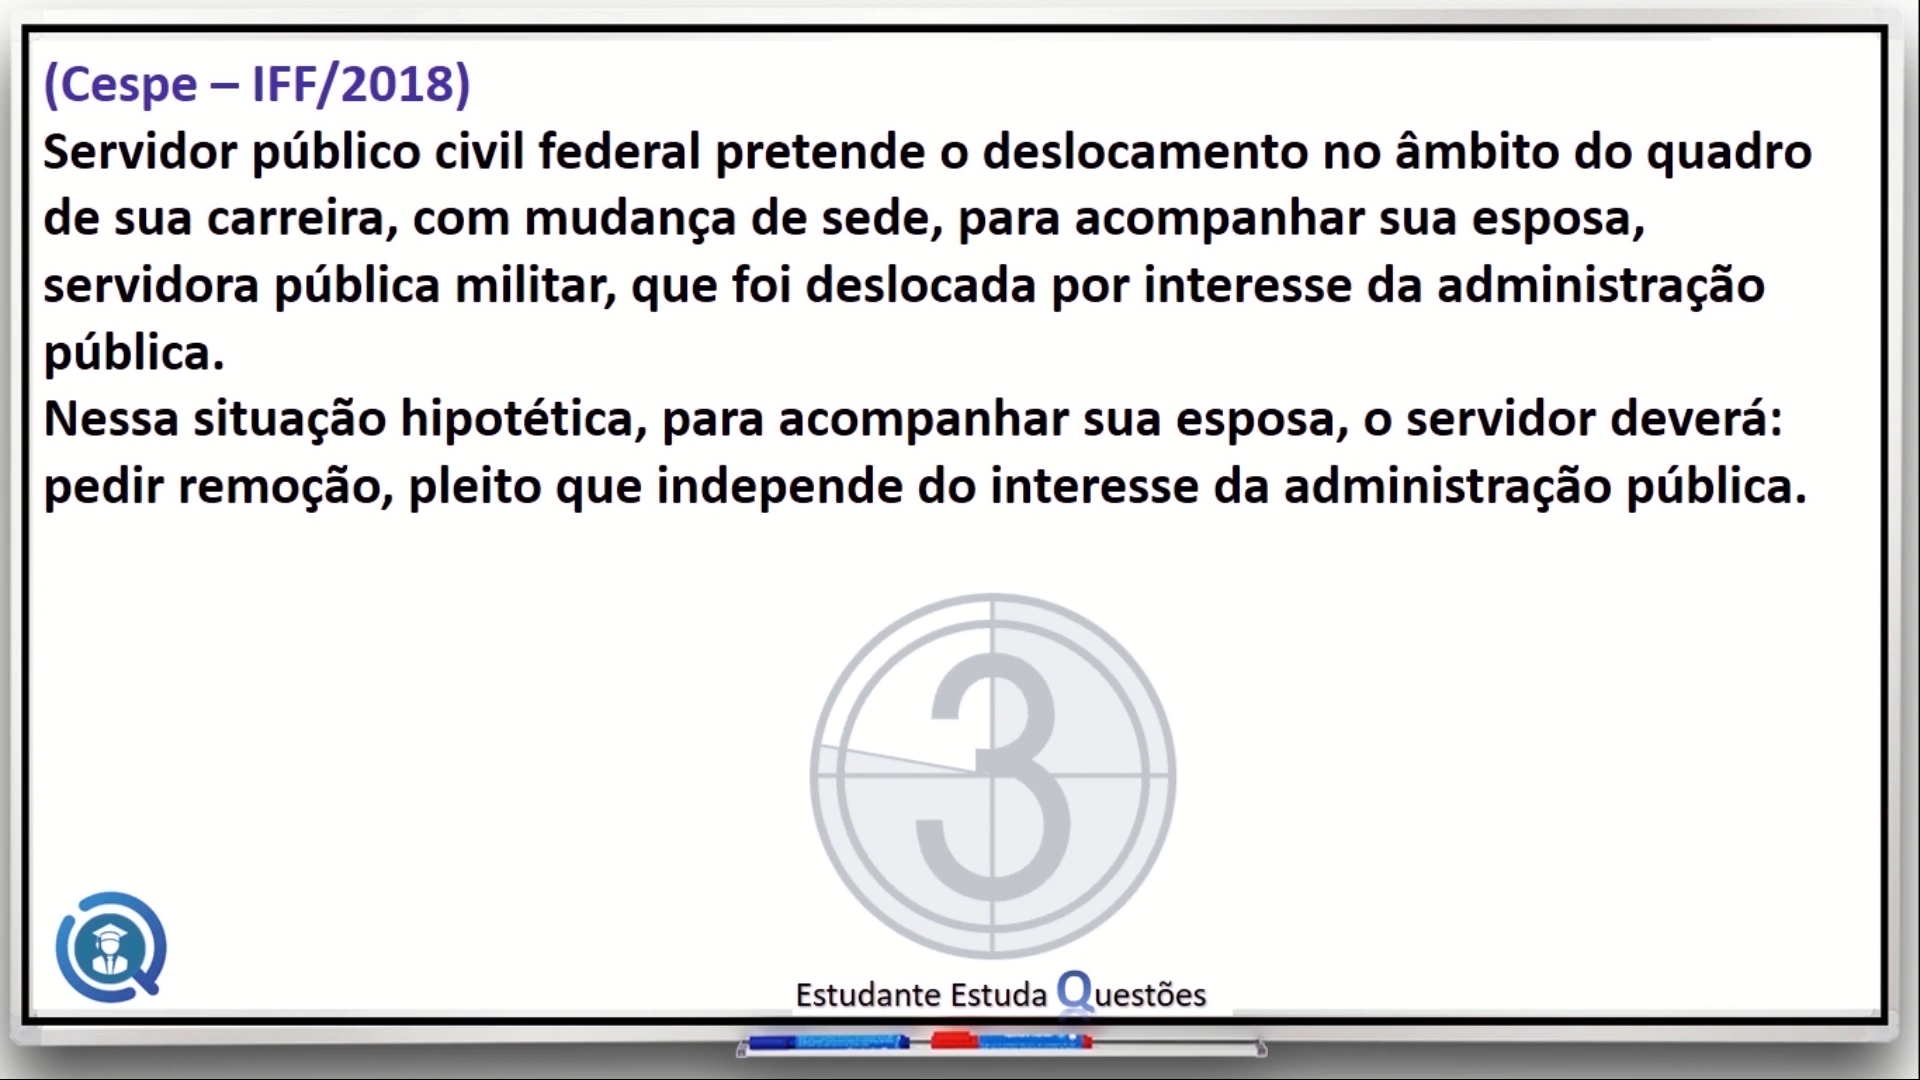 (Cespe – IFF/2018)
Servidor público civil federal pretende o deslocamento no âmbito do quadro
de sua carreira, com mudança de sede, para acompanhar sua esposa,
servidora pública militar, que foi deslocada por interesse da administração
pública.
Nessa situação hipotética, para acompanhar sua esposa, o servidor deverá:
pedir remoção, pleito que independe do interesse da administração pública.
3
Estudante Estuda Questões